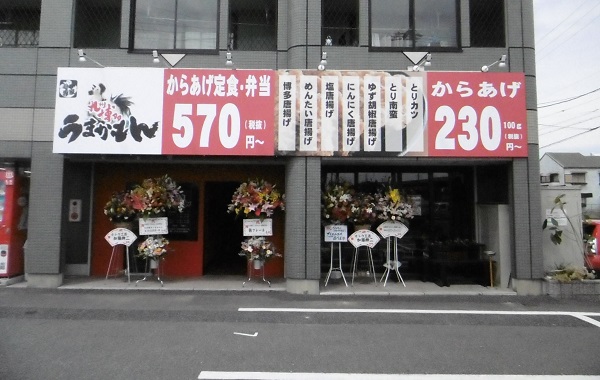 九州
うまかもん
からあげ定食・弁当
570
(税抜)
円～
博多唐揚げ
めんたい唐揚げ
塩唐揚げ
にんにく唐揚げ
ゆず胡椒唐揚げ
とり南蛮
とりカツ
からあげ
230
100g
(税抜)
円～